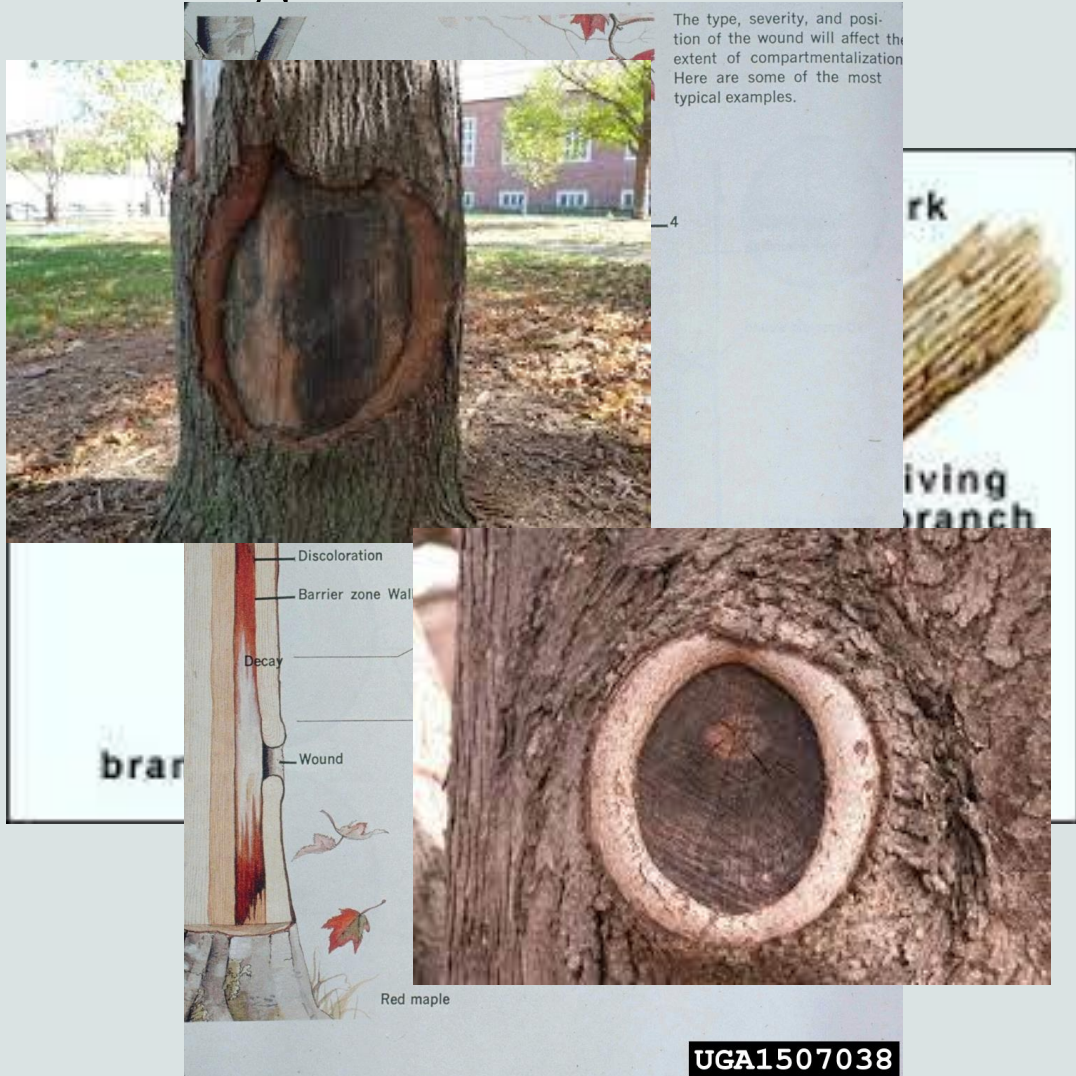 The type, severity, and posi-
tion of the wound will affect the
extent of compartmentalization
Here are some of the most
typical examples.
4
rk
iving
branch
Discoloration
Barrier zone Wal
Decay
Wound
bran
Red maple
UGA1507038